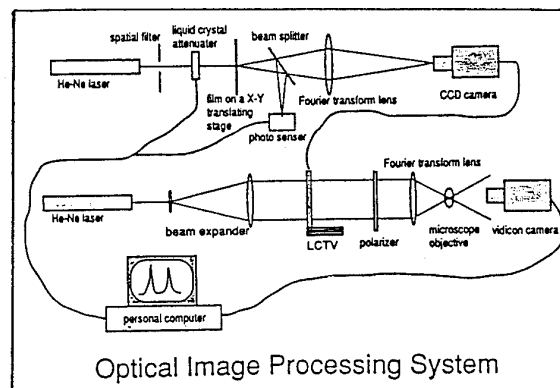 spatial filter
liquid crystal
attenuater
beam splitter
He-Ne laser
film on a X-Y
translating
stage
photo senser
Fourier transform lens
CCD camera
He-Ne laser
beam expander
LCTV
polarizer
Fourier transform lens
microscope
objective
vidicon camera
personal computer
Optical Image Processing System